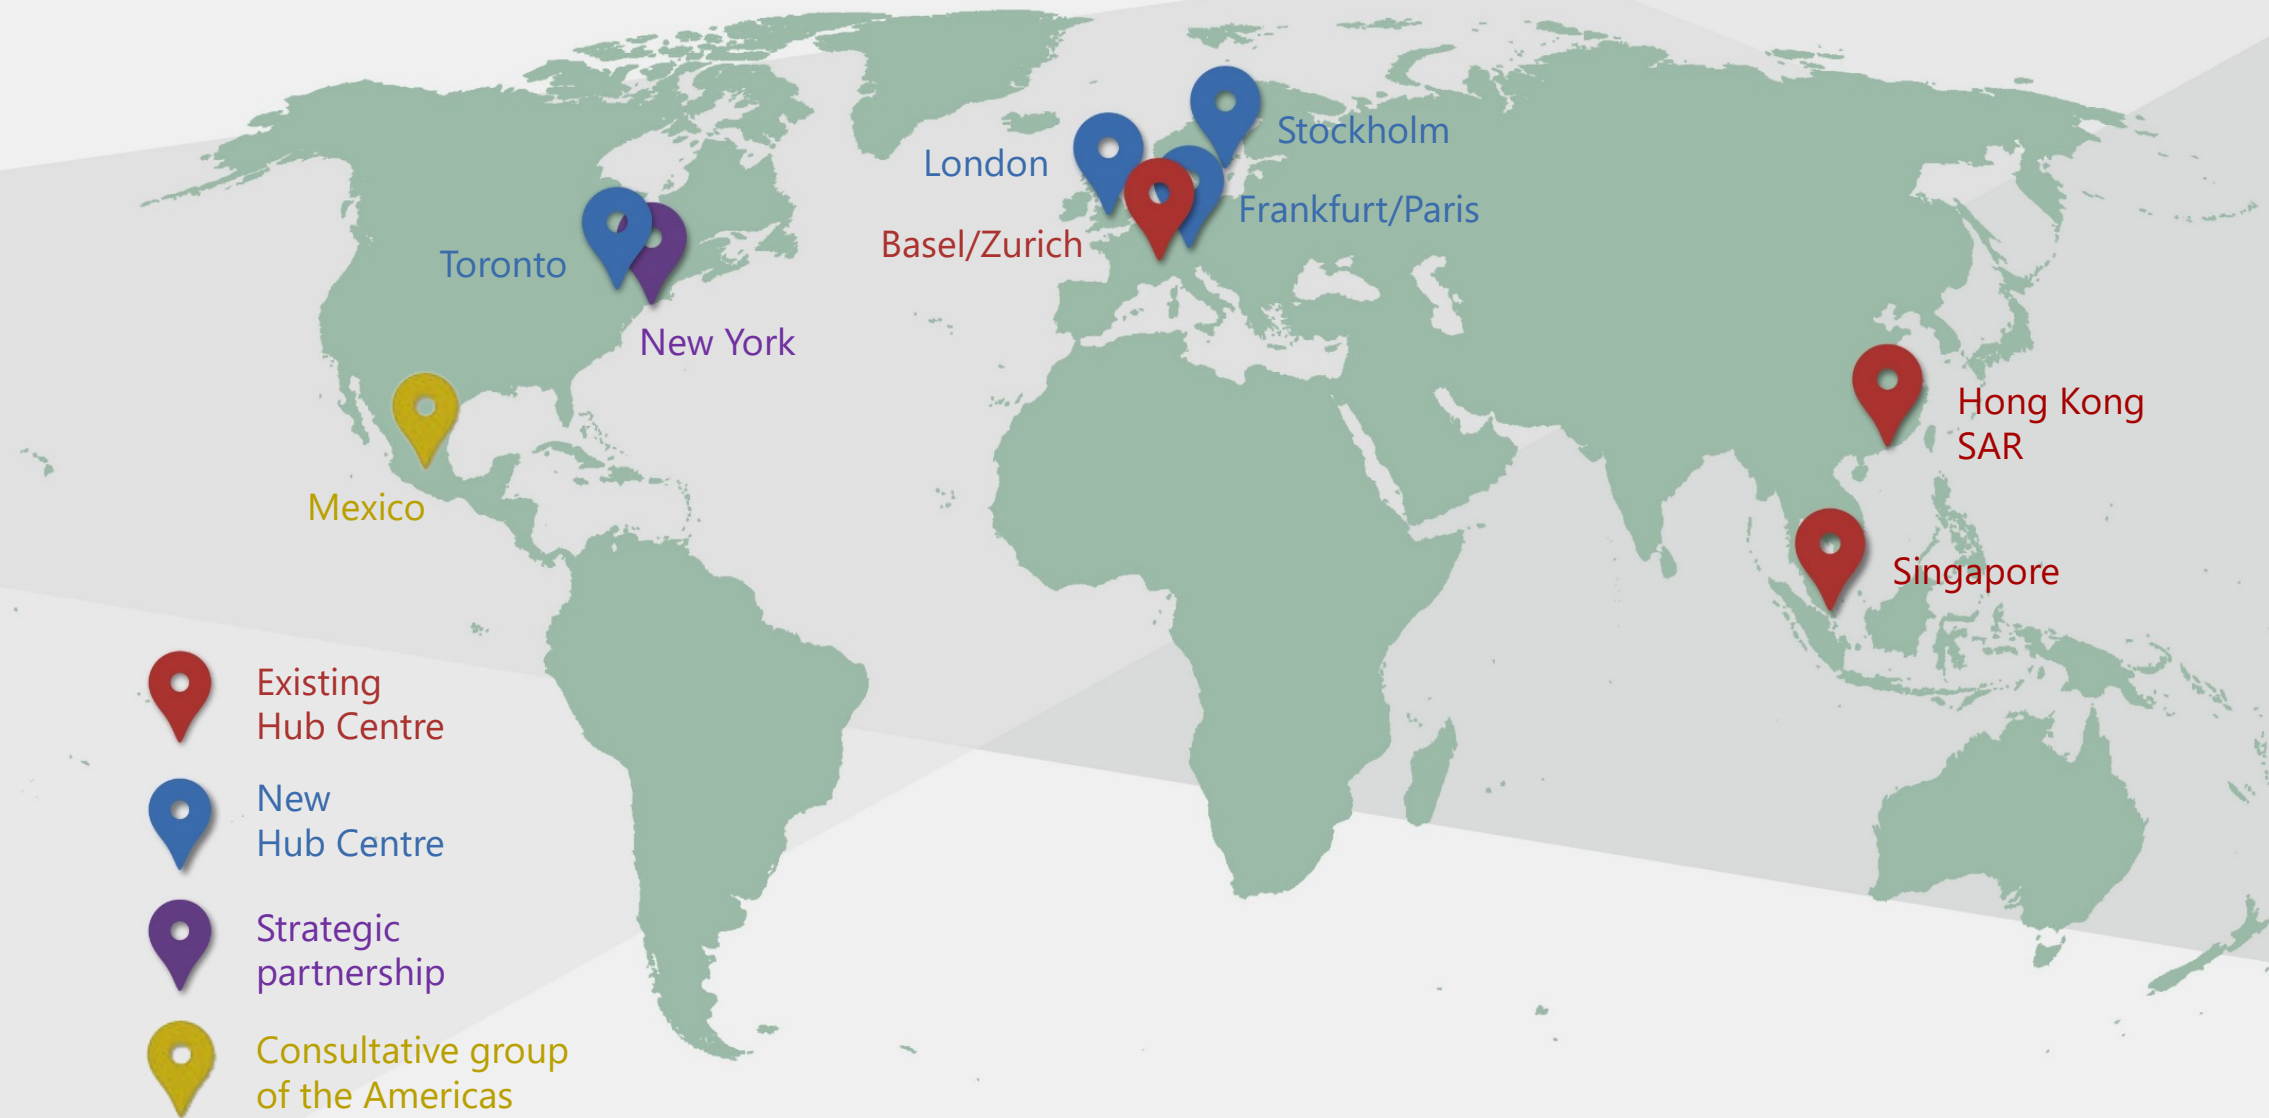 Stockholm
London
Frankfurt/Paris
Basel/Zurich
Toronto
New York
Hong Kong
SAR
Mexico
Singapore
Existing
Hub Centre
New
Hub Centre
Strategic
partnership
Consultative group
of the Americas